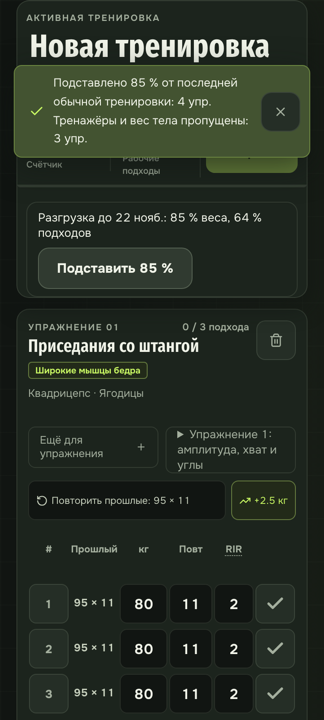 АКТИВНАЯ ТРЕНИРОВКА
Новая тренировка
Подставлено 85 % от последней
обычной тренировки: 4 упр.
Тренажёры и вес тела пропущены:
3 упр.
Счётчик
Рабочие
подходы
Разгрузка до 22 нояб.: 85 % веса, 64 %
подходов
Подставить 85 %
УПРАЖНЕНИЕ 01
0 / 3 подхода
Приседания со штангой
Широкие мышцы бедра
Квадрицепс · Ягодицы
Ещё для
упражнения
+
▶ Упражнение 1:
амплитуда, хват и
углы
Повторить прошлые: 95 × 11
+2.5 кг
# Прошлый кг Повт RIR
1 95 × 11 80 11 2
2 95 × 11 80 11 2
3 95 × 11 80 11 2